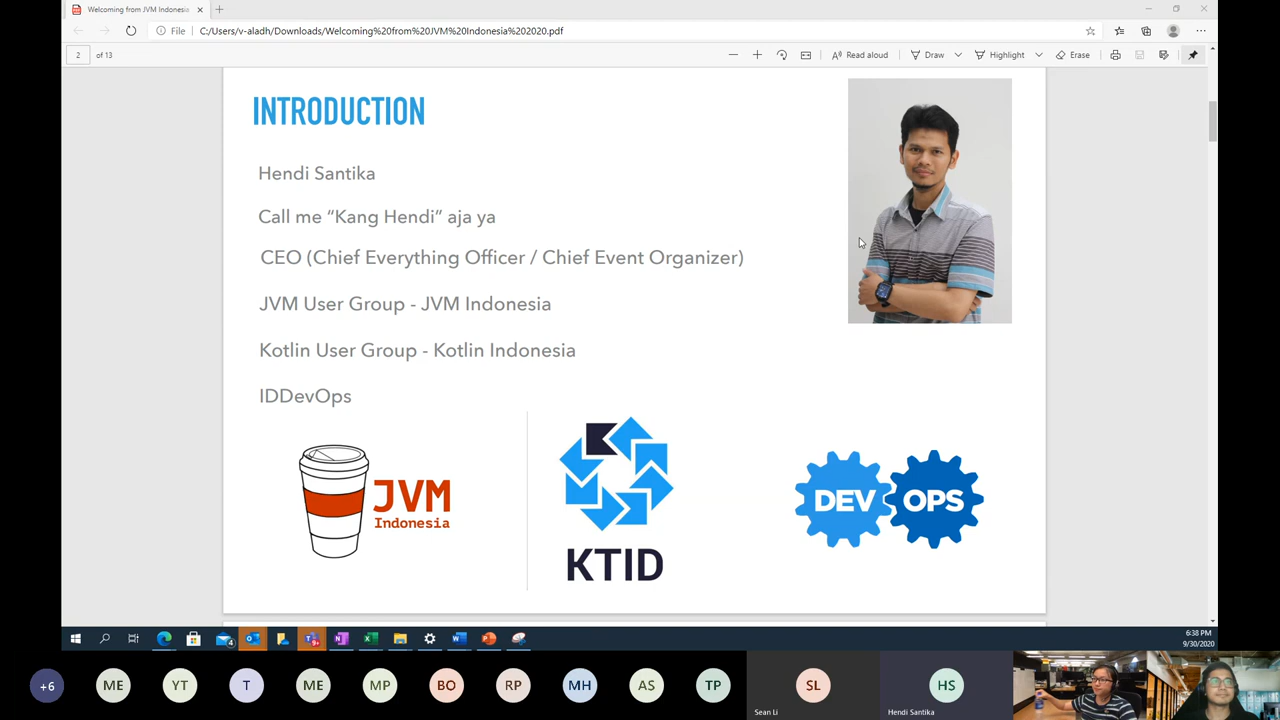 Welcoming from JVM Indonesia
File
C:/Users/v-aladh/Downloads/Welcoming%20from%20JVM%20Indonesia%202020.pdf
2 of 13
Read aloud
Draw
Highlight
Erase
INTRODUCTION
Hendi Santika
Call me “Kang Hendi” aja ya
CEO (Chief Everything Officer / Chief Event Organizer)
JVM User Group - JVM Indonesia
Kotlin User Group - Kotlin Indonesia
IDDevOps
JVM
Indonesia
KTID
DEV OPS
6:38 PM
9/30/2020
+6
ME
YT
T
ME
MP
BO
RP
MH
AS
TP
SL
Sean Li
HS
Hendi Santika